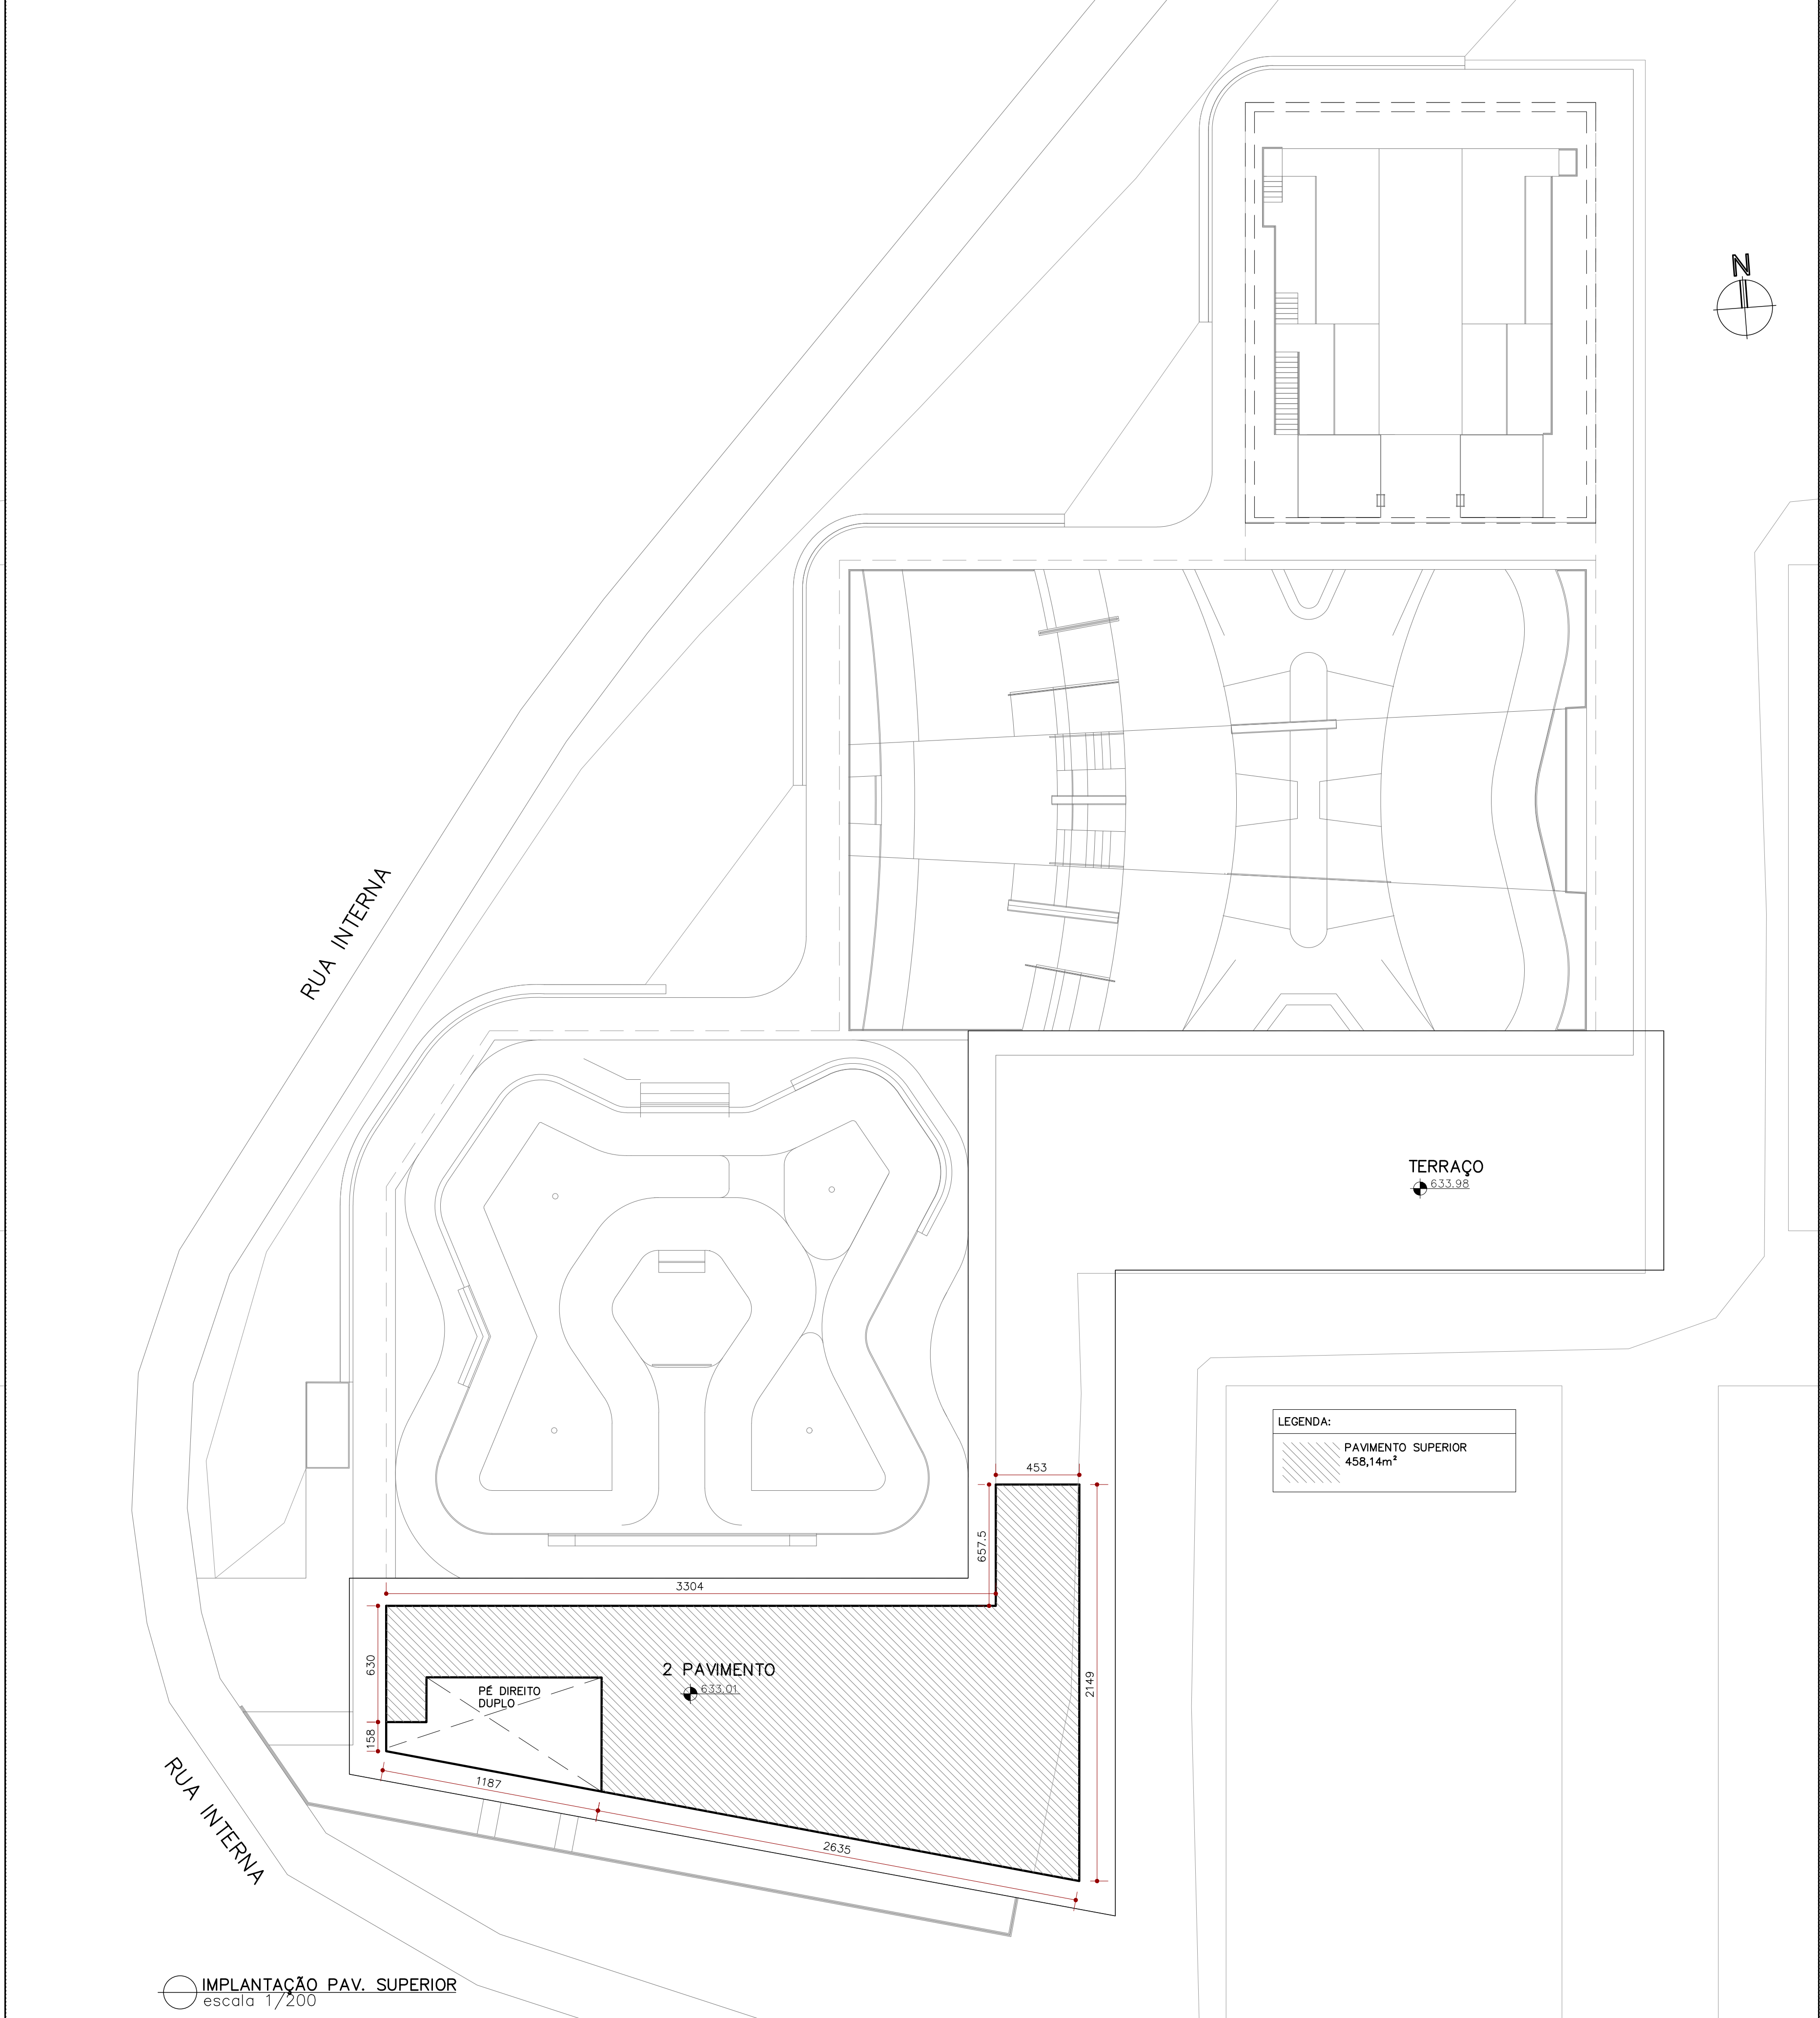 N
RUA INTERNA
TERRAÇO
633.98
LEGENDA:
PAVIMENTO SUPERIOR
458,14m²
453
657.5
3304
630
2 PAVIMENTO
633.01
2149
PÉ DIREITO
DUPLO
158
1187
2635
RUA INTERNA
IMPLANTAÇÃO PAV. SUPERIOR
escala 1/200